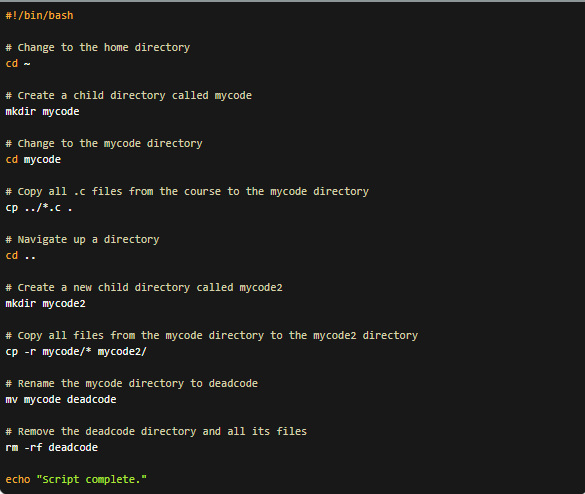 #!/bin/bash
# Change to the home directory
cd ~
# Create a child directory called mycode
mkdir mycode
# Change to the mycode directory
cd mycode
# Copy all .c files from the course to the mycode directory
cp ../*.c .
# Navigate up a directory
cd ..
# Create a new child directory called mycode2
mkdir mycode2
# Copy all files from the mycode directory to the mycode2 directory
cp -r mycode/* mycode2/
# Rename the mycode directory to deadcode
mv mycode deadcode
# Remove the deadcode directory and all its files
rm -rf deadcode
echo "Script complete."